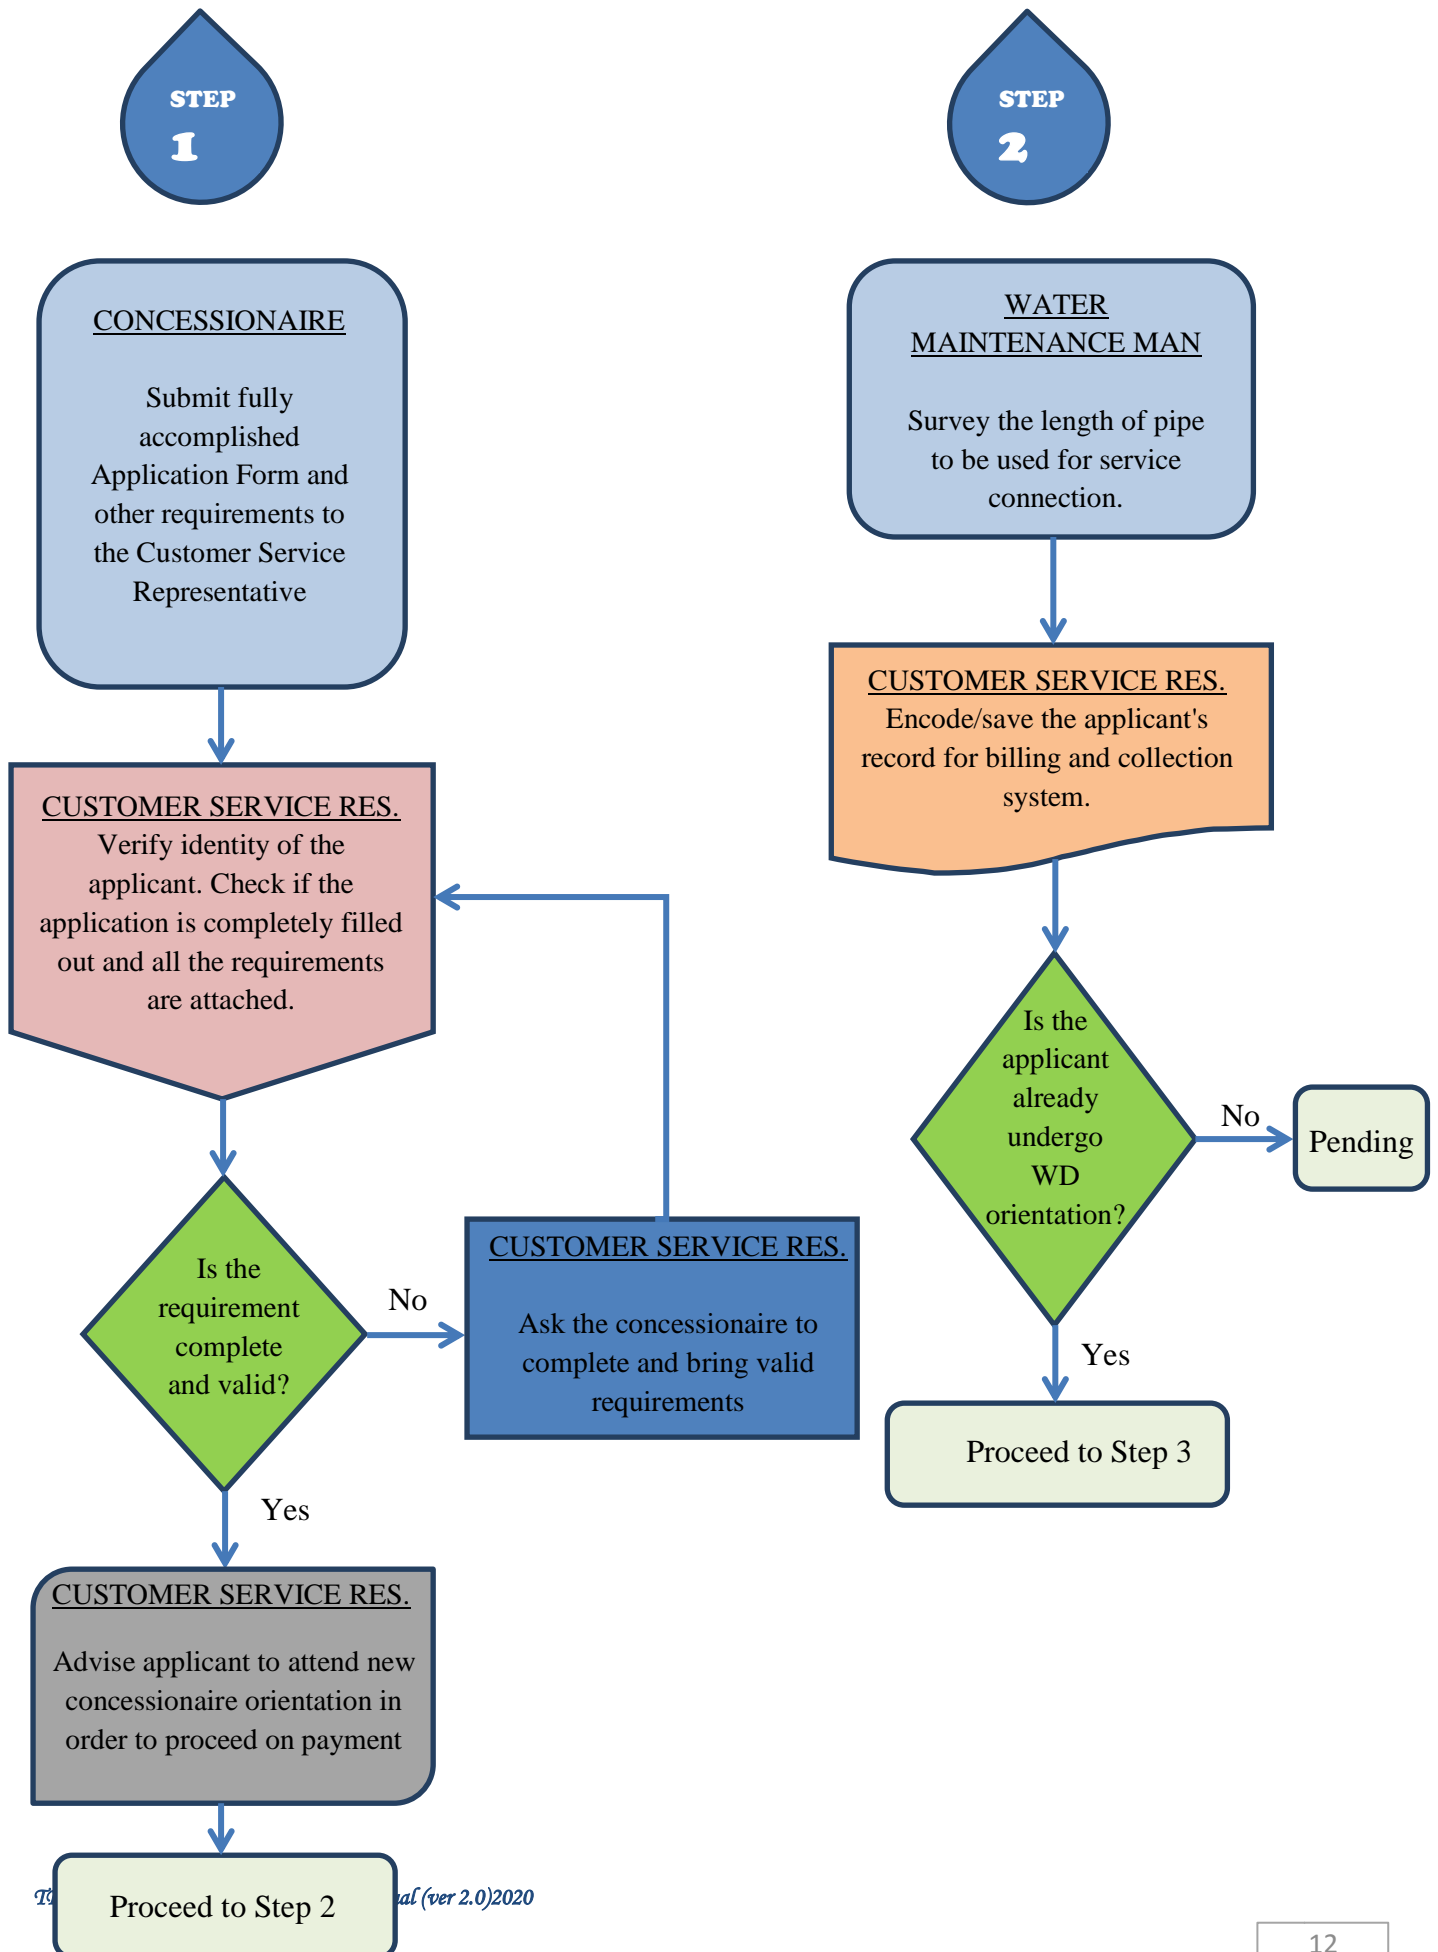 STEP
1
CONCESSIONAIRE
Submit fully
accomplished
Application Form and
other requirements to
the Customer Service
Representative
CUSTOMER SERVICE RES.
Verify identity of the
applicant. Check if the
application is completely filled
out and all the requirements
are attached.
Is the
requirement
complete
and valid?
No
CUSTOMER SERVICE RES.
Ask the concessionaire to
complete and bring valid
requirements
Yes
CUSTOMER SERVICE RES.
Advise applicant to attend new
concessionaire orientation in
order to proceed on payment
Proceed to Step 2
STEP
2
WATER
MAINTENANCE MAN
Survey the length of pipe
to be used for service
connection.
CUSTOMER SERVICE RES.
Encode/save the applicant's
record for billing and collection
system.
Is the
applicant
already
undergo
WD
orientation?
No
Pending
Yes
Proceed to Step 3
(ver 2.0)2020
12